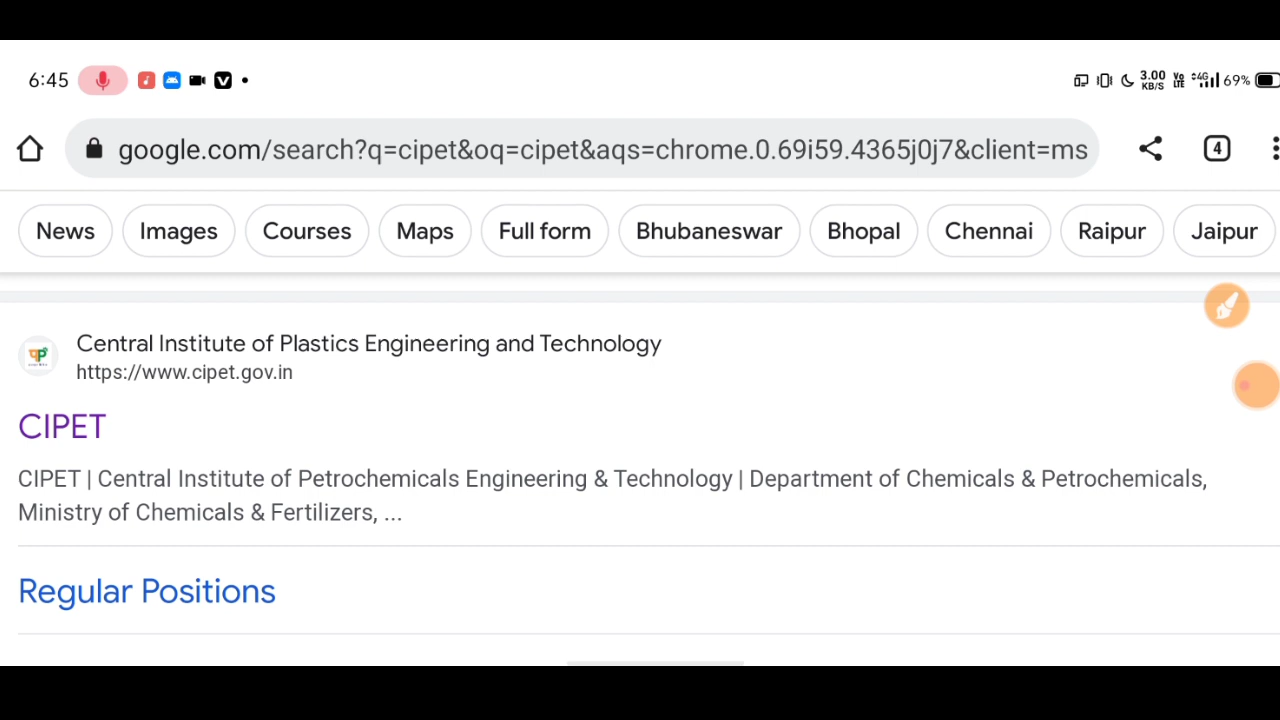 6:45 3.00 KB/S Vo LTE 4G 69%
google.com/search?q=cipet&oq=cipet&aqs=chrome.0.69i59.4365j0j7&client=ms 4
News Images Courses Maps Full form Bhubaneswar Bhopal Chennai Raipur Jaipur
Central Institute of Plastics Engineering and Technology
https://www.cipet.gov.in
CIPET
CIPET | Central Institute of Petrochemicals Engineering & Technology | Department of Chemicals & Petrochemicals,
Ministry of Chemicals & Fertilizers, ...
Regular Positions